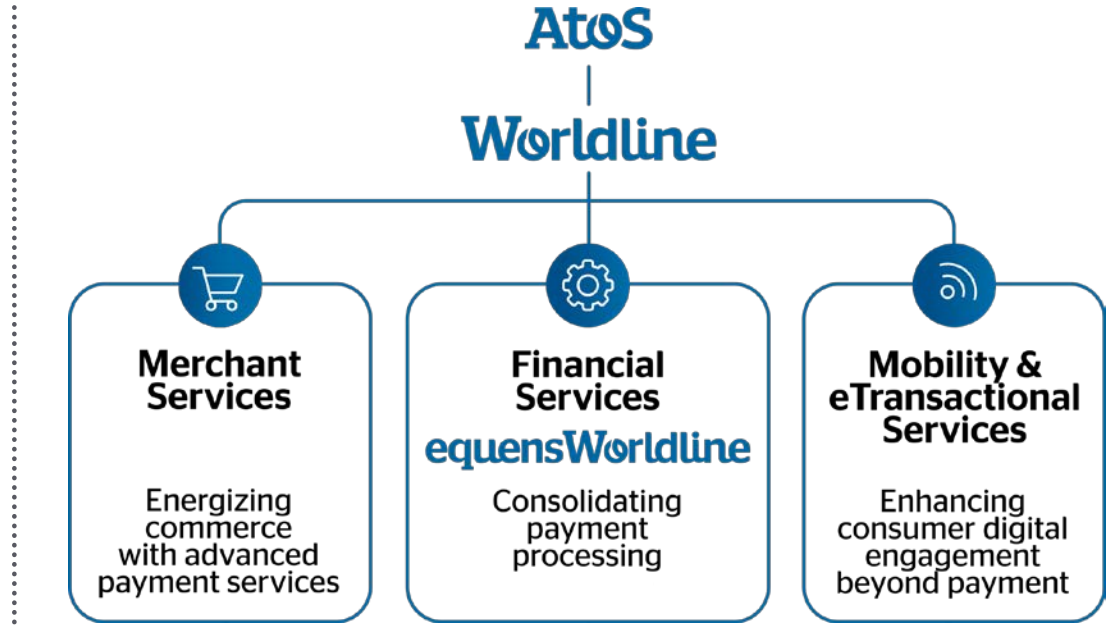 Atos
Worldline
Merchant
Services
Energizing
commerce
with advanced
payment services
Financial
Services
equensWorldline
Consolidating
payment
processing
Mobility &
eTransactional
Services
Enhancing
consumer digital
engagement
beyond payment